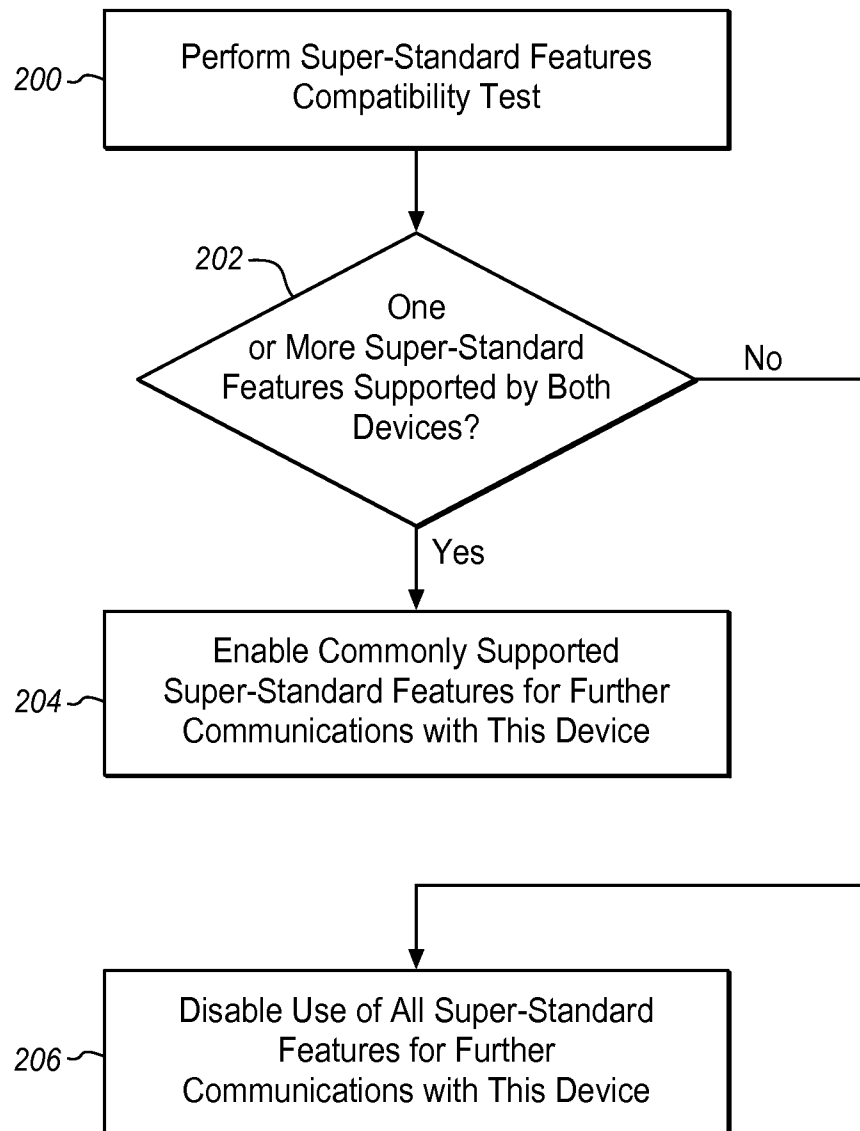 200
Perform Super-Standard Features
Compatibility Test
202
One
or More Super-Standard
Features Supported by Both
Devices?
No
Yes
204
Enable Commonly Supported
Super-Standard Features for Further
Communications with This Device
206
Disable Use of All Super-Standard
Features for Further
Communications with This Device